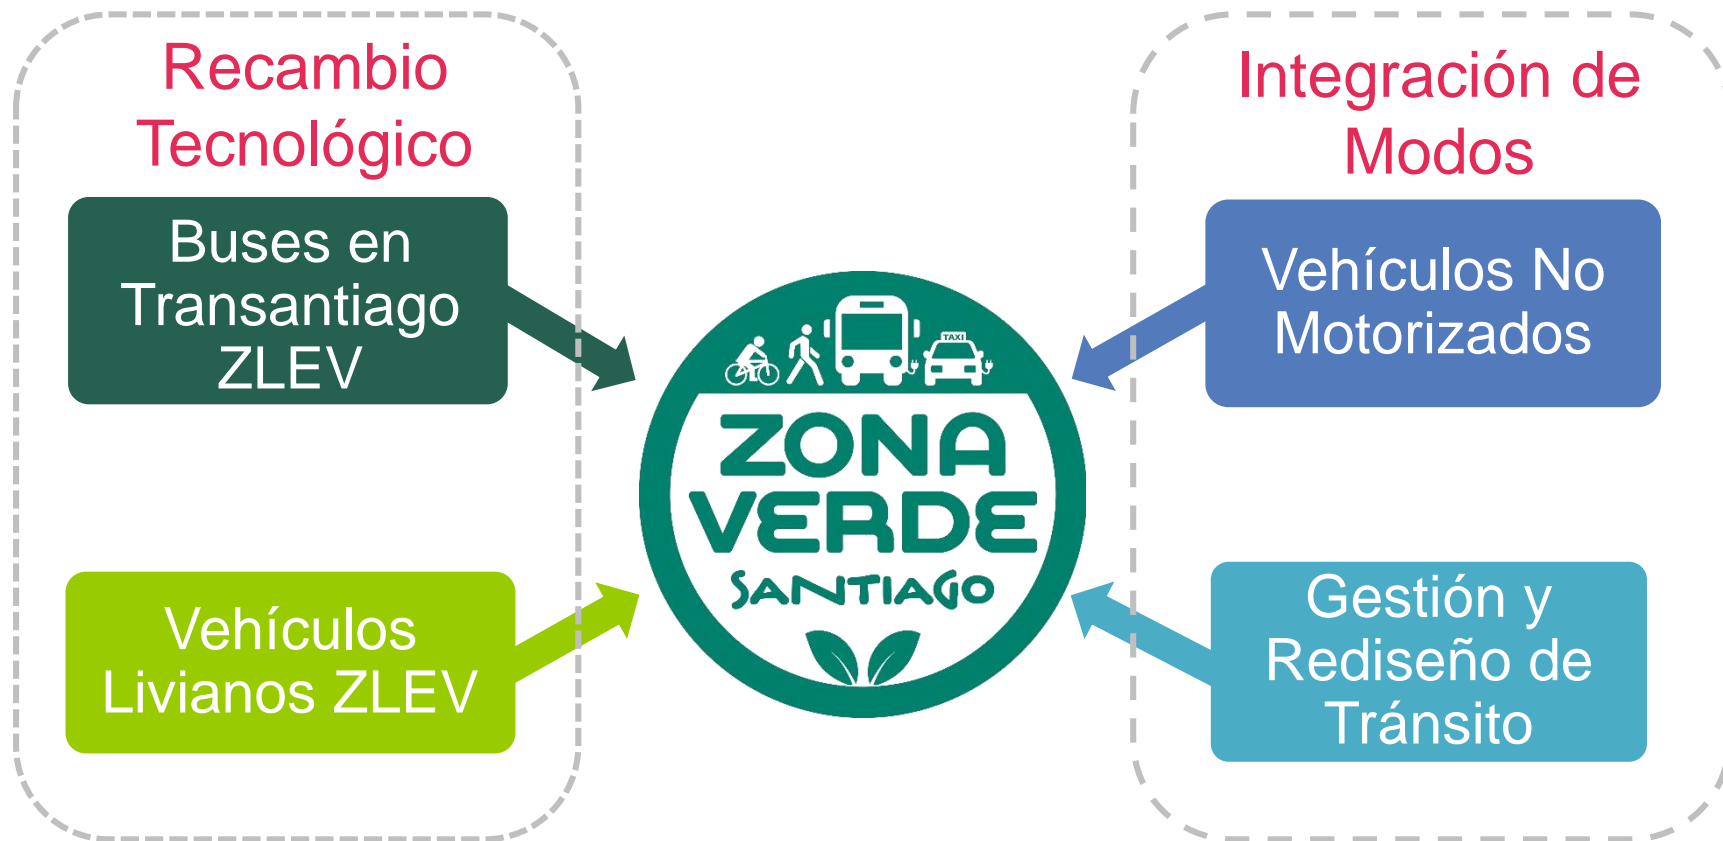 Recambio
Tecnológico
Buses en
Transantiago
ZLEV
Vehículos
Livianos ZLEV
TAXI
ZONA
VERDE
SANTIAGO
Integración de
Modos
Vehículos No
Motorizados
Gestión y
Rediseño de
Tránsito